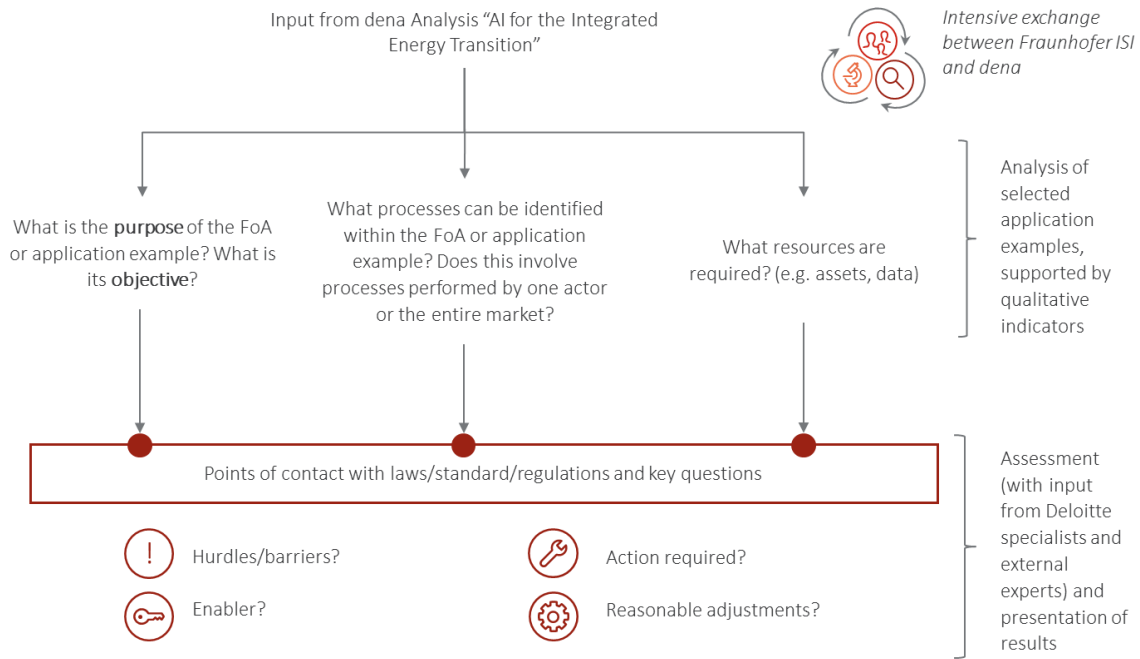 Input from dena Analysis “AI for the Integrated
Energy Transition”
Intensive exchange
between Fraunhofer ISI
and dena
What is the purpose of the FoA
or application example? What is
its objective?
What processes can be identified
within the FoA or application
example? Does this involve
processes performed by one actor
or the entire market?
What resources are
required? (e.g. assets, data)
Analysis of
selected
application
examples,
supported by
qualitative
indicators
Points of contact with laws/standard/regulations and key questions
Hurdles/barriers?
Action required?
Enabler?
Reasonable adjustments?
Assessment
(with input
from Deloitte
specialists and
external
experts) and
presentation of
results